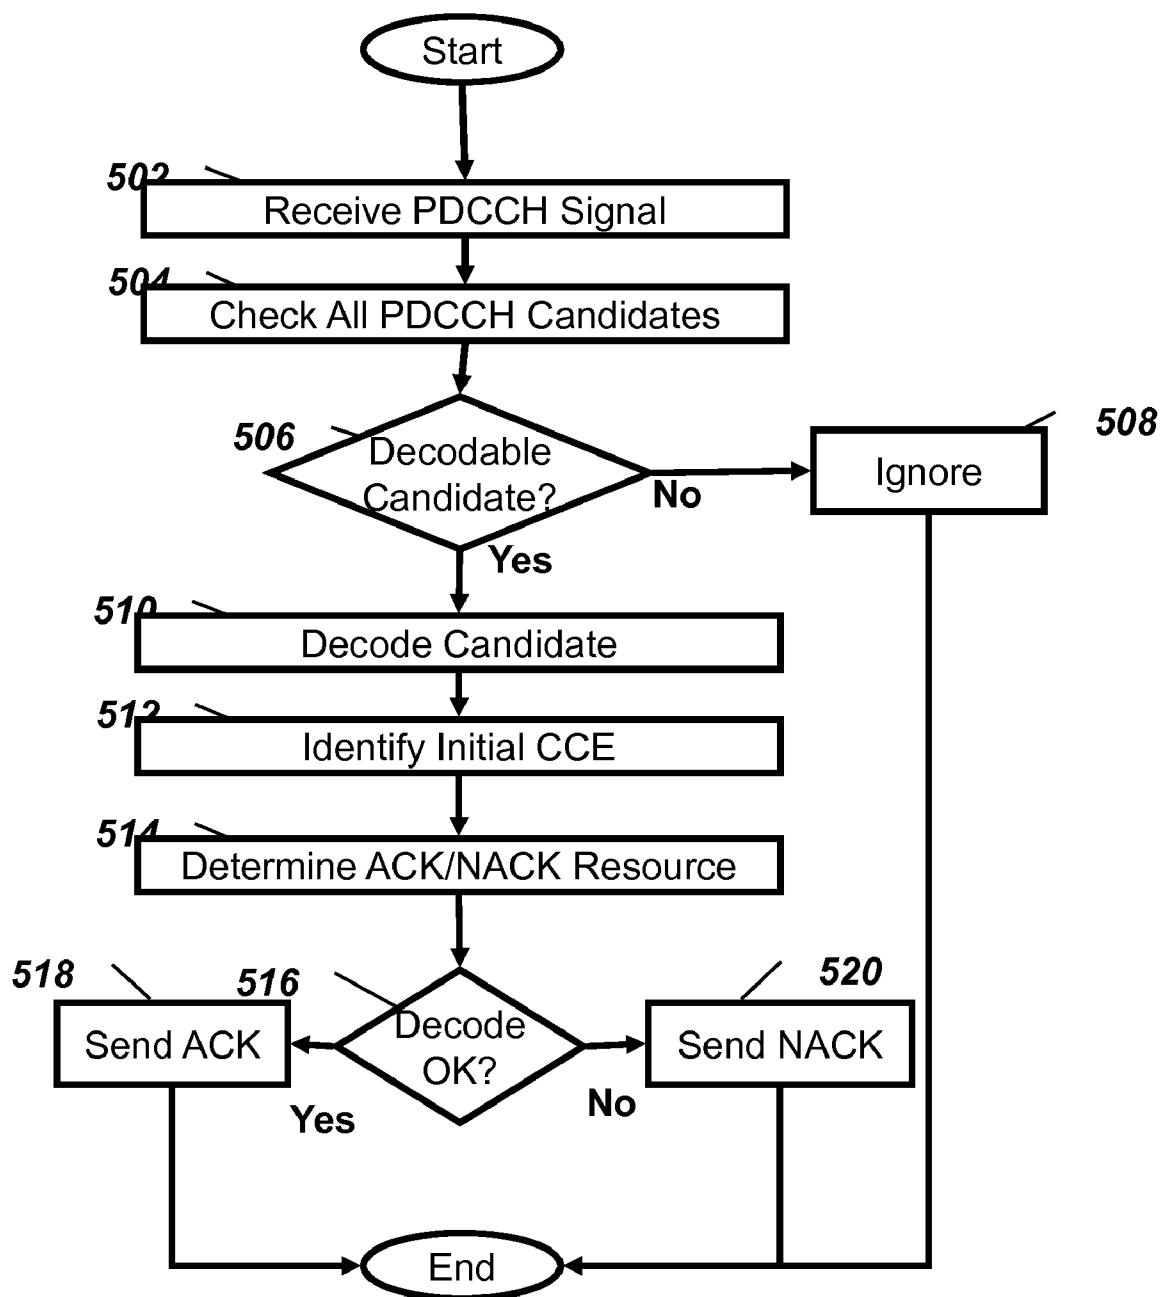 Start
502
Receive PDCCH Signal
504
Check All PDCCH Candidates
506
Decodable
Candidate?
No
508
Ignore
Yes
510
Decode Candidate
512
Identify Initial CCE
514
Determine ACK/NACK Resource
518
516
520
Send ACK
Decode
OK?
Send NACK
Yes
No
End